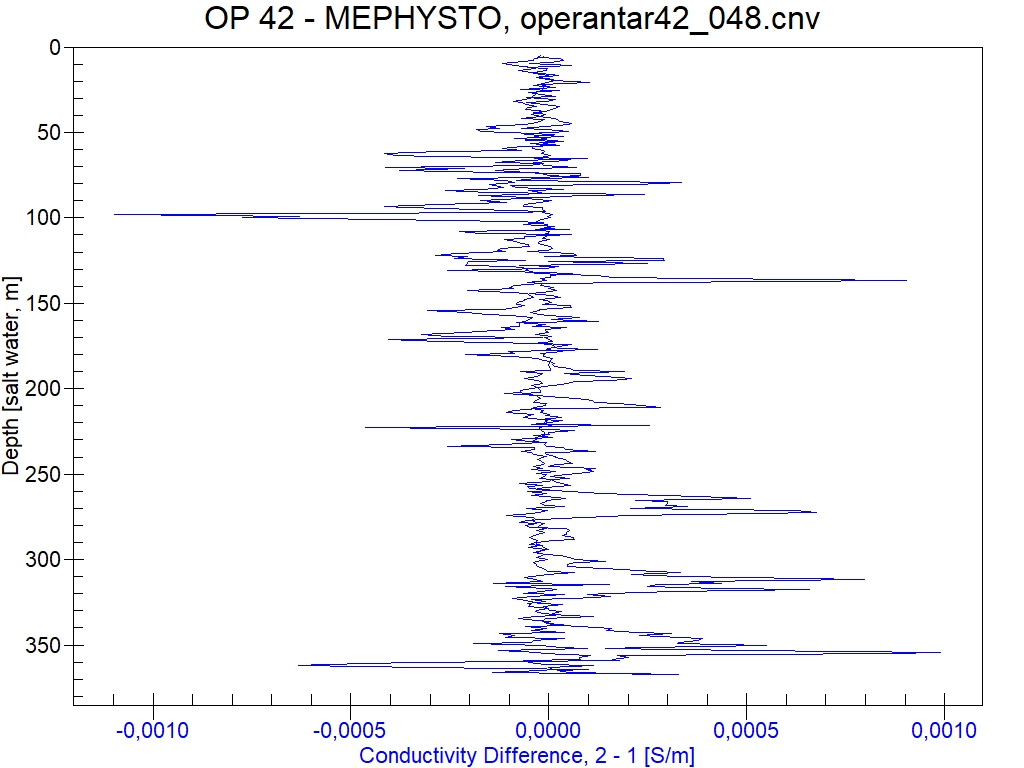 OP 42 - MEPHYSTO, operantar42_048.cnv
0
50
100
150
200
250
300
350
Depth [salt water, m]
-0,0010 -0,0005 0,0000 0,0005 0,0010
Conductivity Difference, 2 - 1 [S/m]